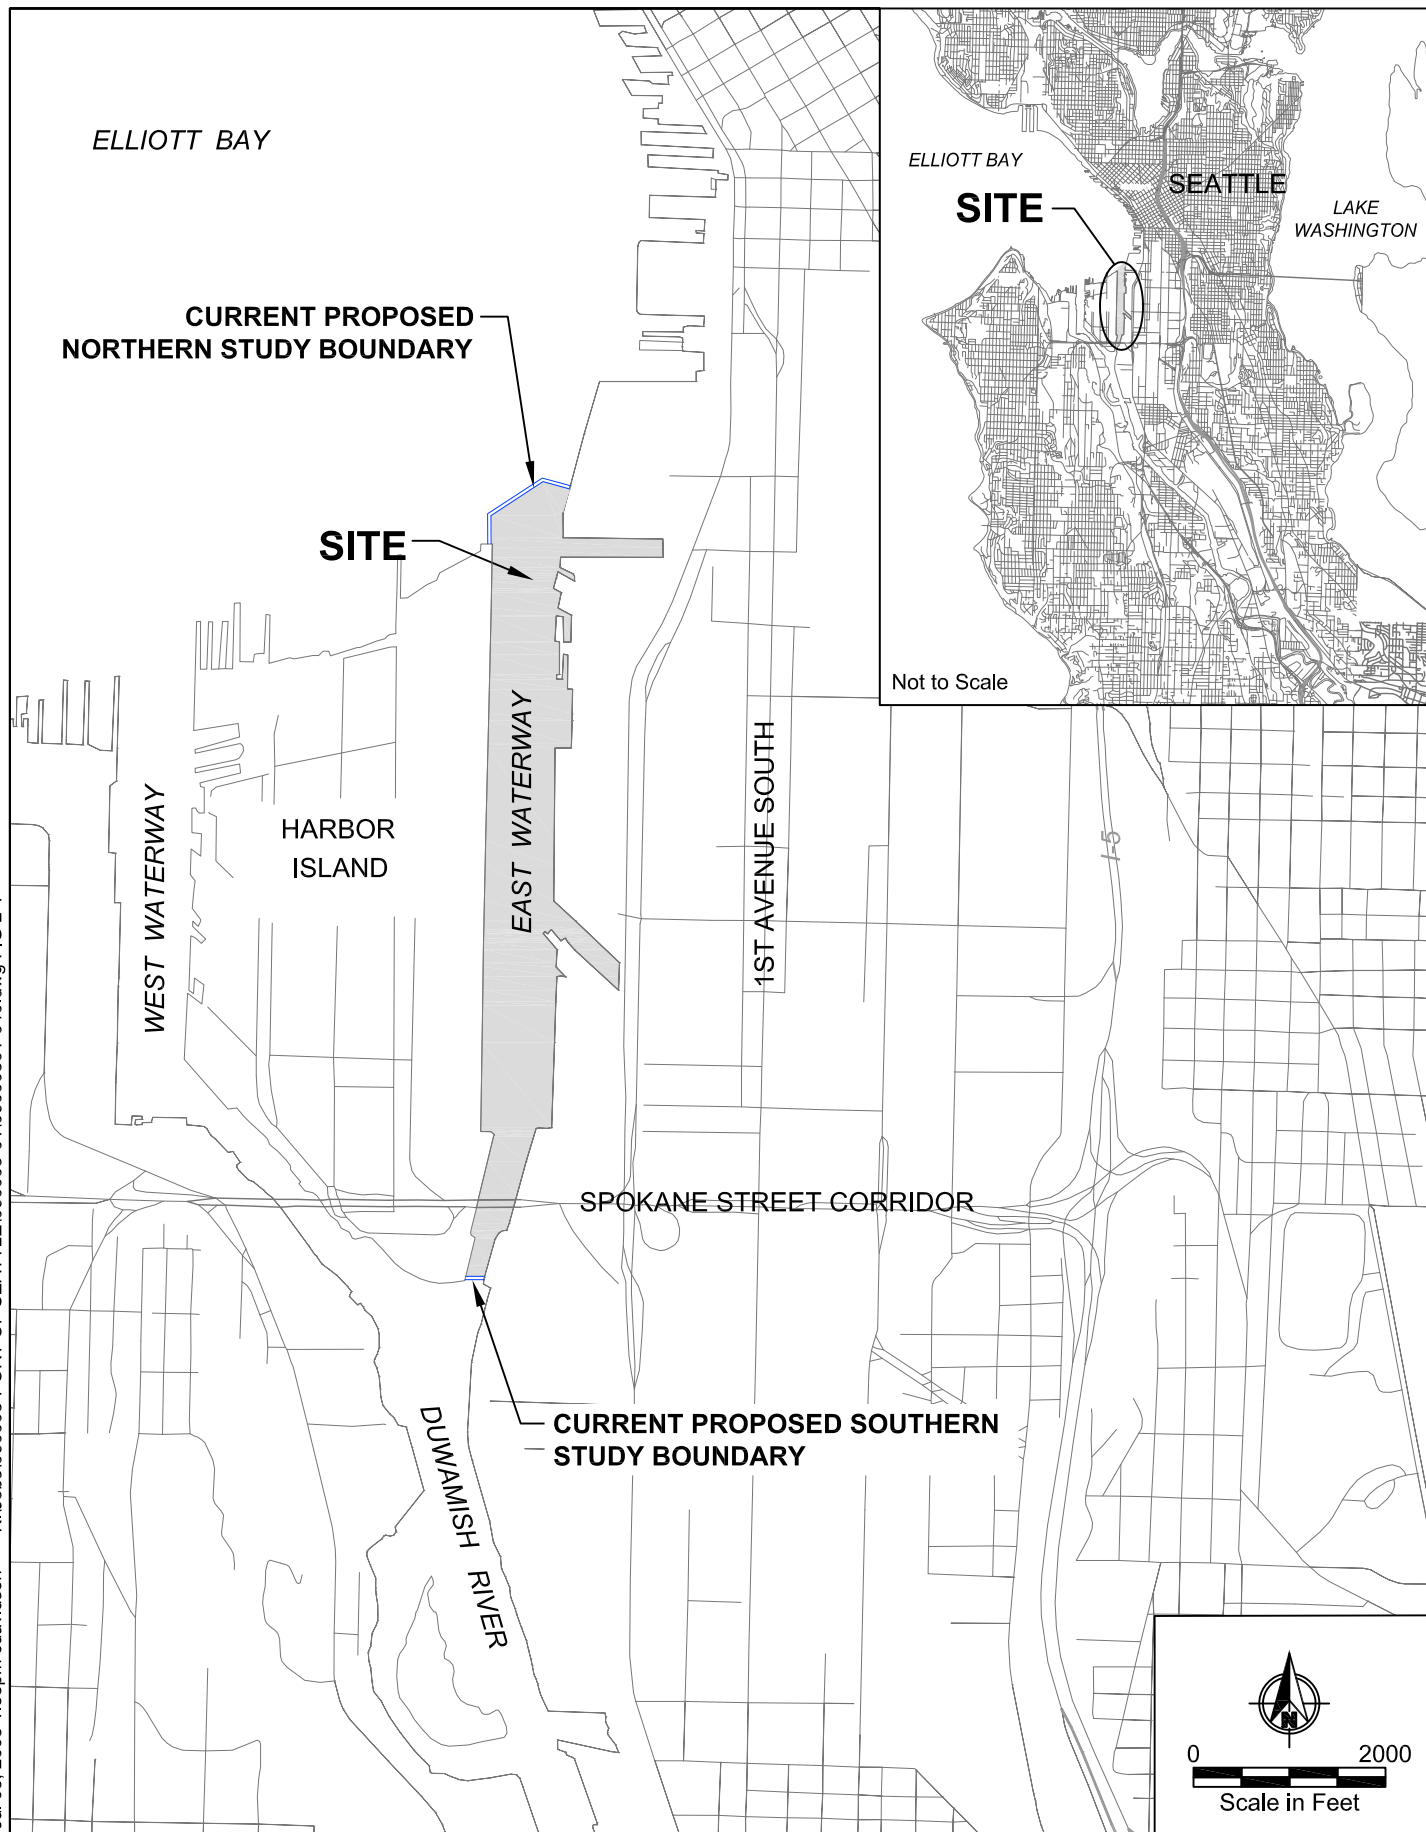 ELLIOTT BAY
CURRENT PROPOSED
NORTHERN STUDY BOUNDARY
SITE
WEST WATERWAY
HARBOR
ISLAND
EAST WATERWAY
1ST AVENUE SOUTH
I-5
SPOKANE STREET CORRIDOR
CURRENT PROPOSED SOUTHERN
STUDY BOUNDARY
DUWAMISH RIVER
ELLIOTT BAY
SEATTLE
SITE
LAKE
WASHINGTON
Not to Scale
N
0 2000
Scale in Feet